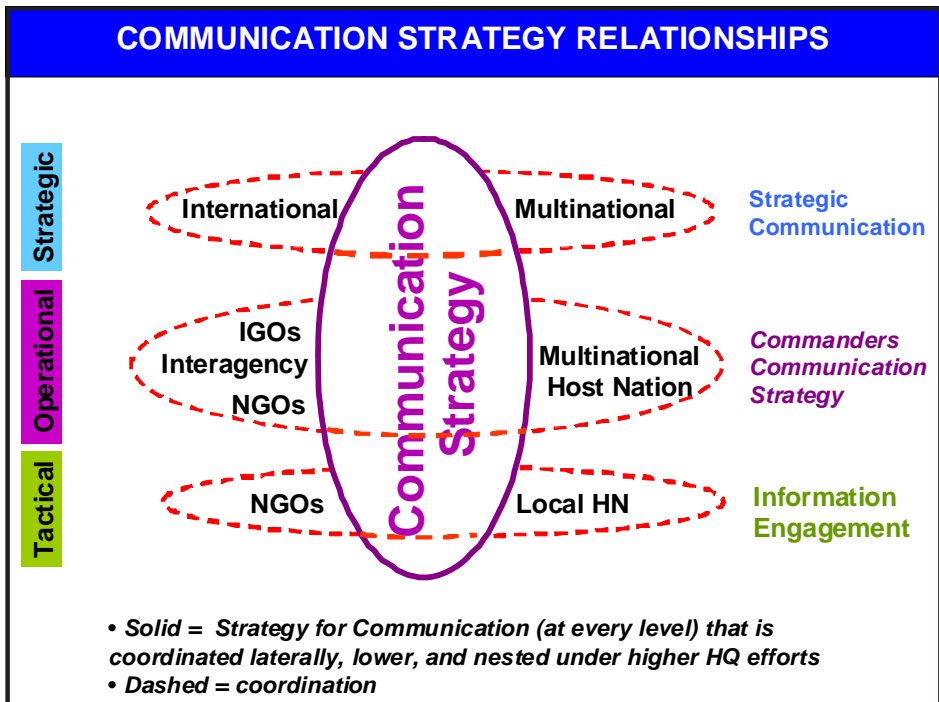 COMMUNICATION STRATEGY RELATIONSHIPS
Strategic
International
Multinational
Strategic
Communication
Communication
Strategy
Operational
IGOs
Interagency
NGOs
Multinational
Host Nation
Commanders
Communication
Strategy
Tactical
NGOs
Local HN
Information
Engagement
• Solid = Strategy for Communication (at every level) that is
coordinated laterally, lower, and nested under higher HQ efforts
• Dashed = coordination